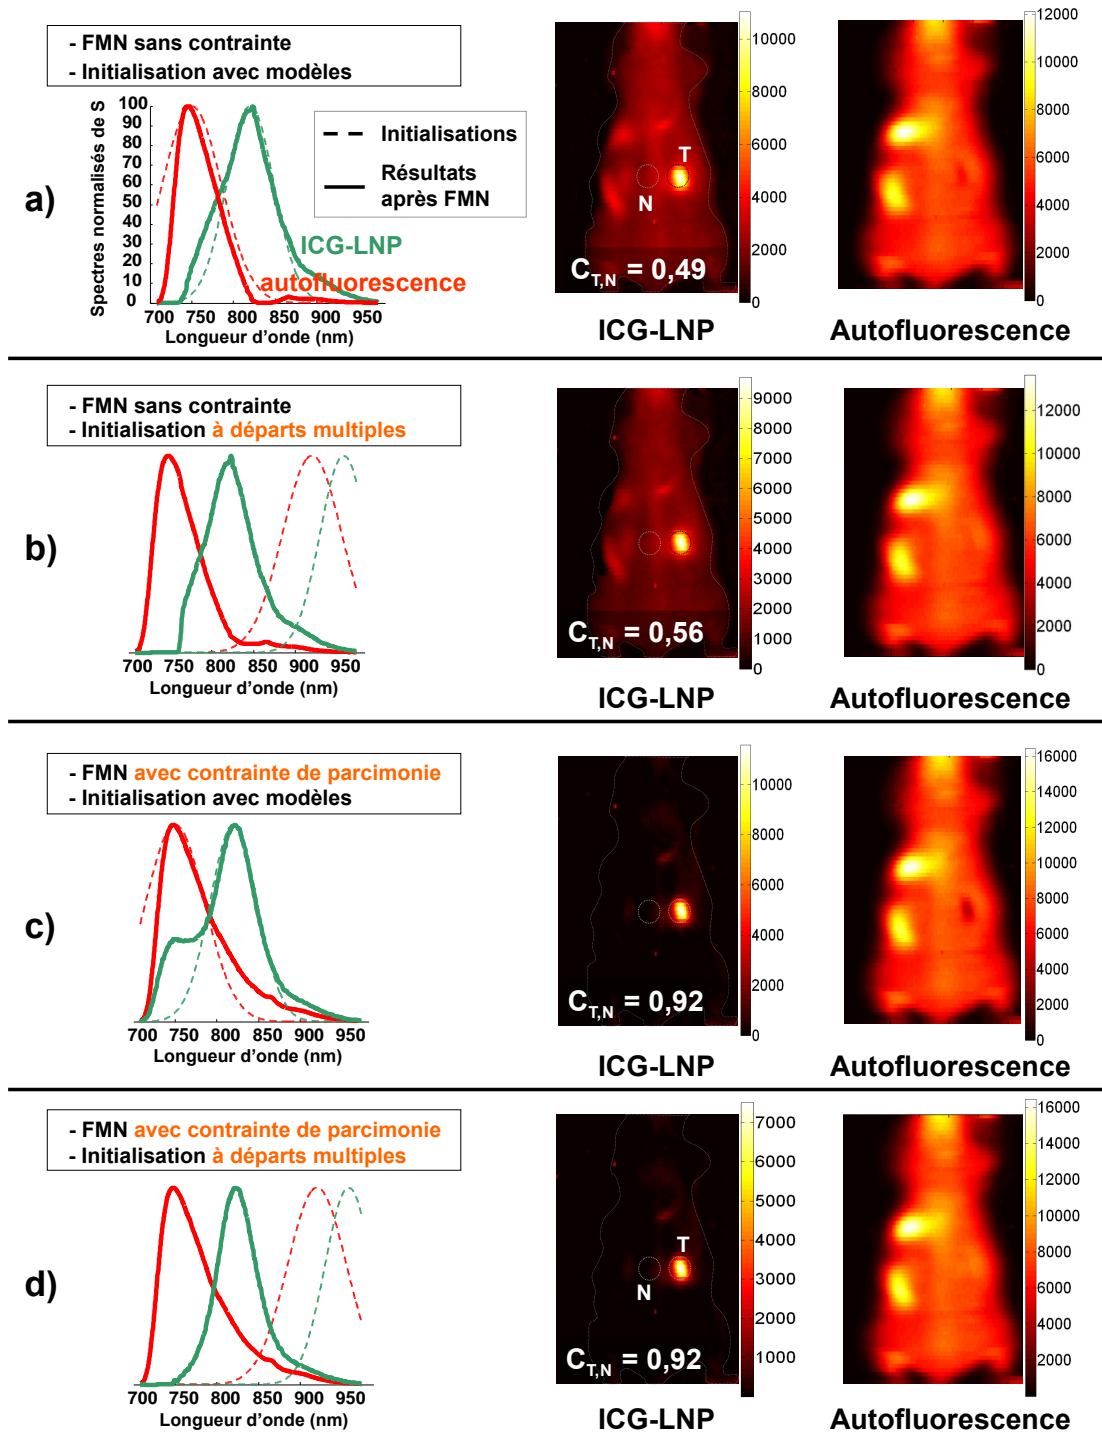 - FMN sans contrainte
- Initialisation avec modèles
a)
Spectres normalisés de S
100
90
80
70
60
50
40
30
20
10
0
700 750 800 850 900 950
Longueur d'onde (nm)
Initialisations
Résultats
après FMN
ICG-LNP
autofluorescence
T
N
C_T,N = 0,49
10000
8000
6000
4000
2000
0
ICG-LNP
12000
10000
8000
6000
4000
2000
0
Autofluorescence
- FMN sans contrainte
- Initialisation à départs multiples
b)
700 750 800 850 900 950
Longueur d'onde (nm)
C_T,N = 0,56
9000
8000
7000
6000
5000
4000
3000
2000
1000
0
ICG-LNP
12000
10000
8000
6000
4000
2000
0
Autofluorescence
- FMN avec contrainte de parcimonie
- Initialisation avec modèles
c)
700 750 800 850 900 950
Longueur d'onde (nm)
C_T,N = 0,92
10000
8000
6000
4000
2000
0
ICG-LNP
16000
14000
12000
10000
8000
6000
4000
2000
0
Autofluorescence
- FMN avec contrainte de parcimonie
- Initialisation à départs multiples
d)
700 750 800 850 900 950
Longueur d'onde (nm)
T
N
C_T,N = 0,92
7000
6000
5000
4000
3000
2000
1000
ICG-LNP
16000
14000
12000
10000
8000
6000
4000
2000
Autofluorescence